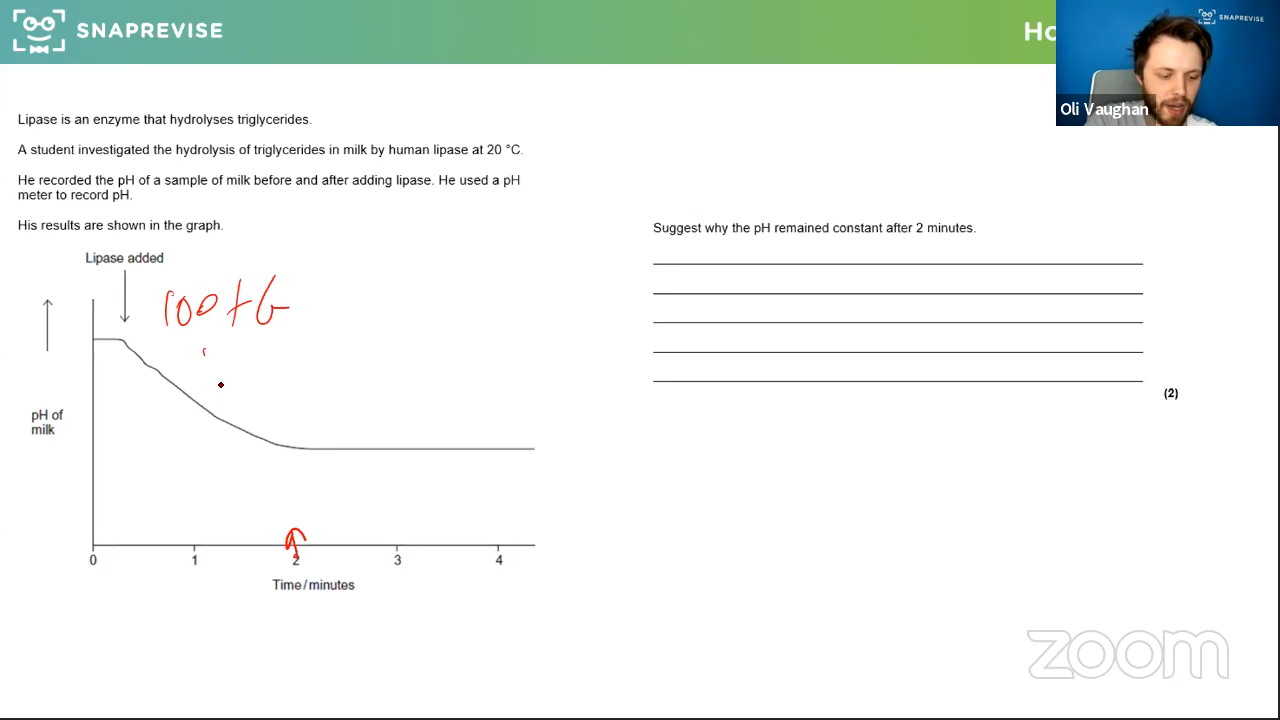 SNAPREVISE
Ho
SNAPREVISE
Oli Vaughan
Lipase is an enzyme that hydrolyses triglycerides.
A student investigated the hydrolysis of triglycerides in milk by human lipase at 20 °C.
He recorded the pH of a sample of milk before and after adding lipase. He used a pH
meter to record pH.
His results are shown in the graph.
Lipase added
100 t G
pH of
milk
0 1 2 3 4
Time/minutes
Suggest why the pH remained constant after 2 minutes.
(2)
zoom